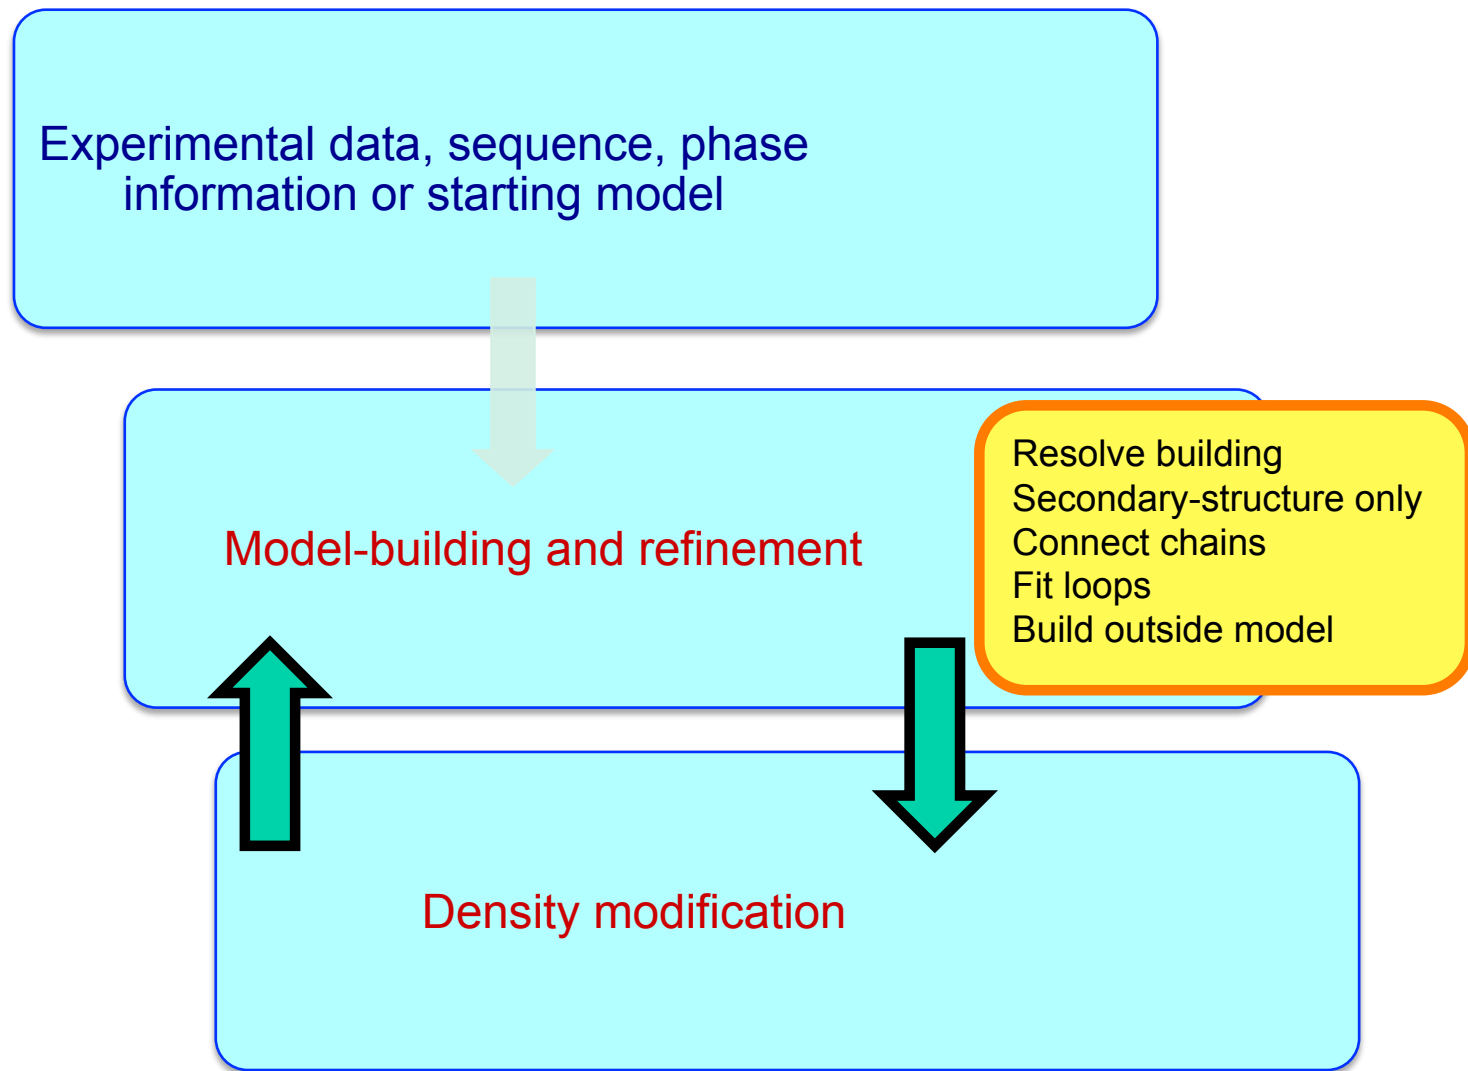 Experimental data, sequence, phase
information or starting model
Model-building and refinement
Resolve building
Secondary-structure only
Connect chains
Fit loops
Build outside model
Density modification